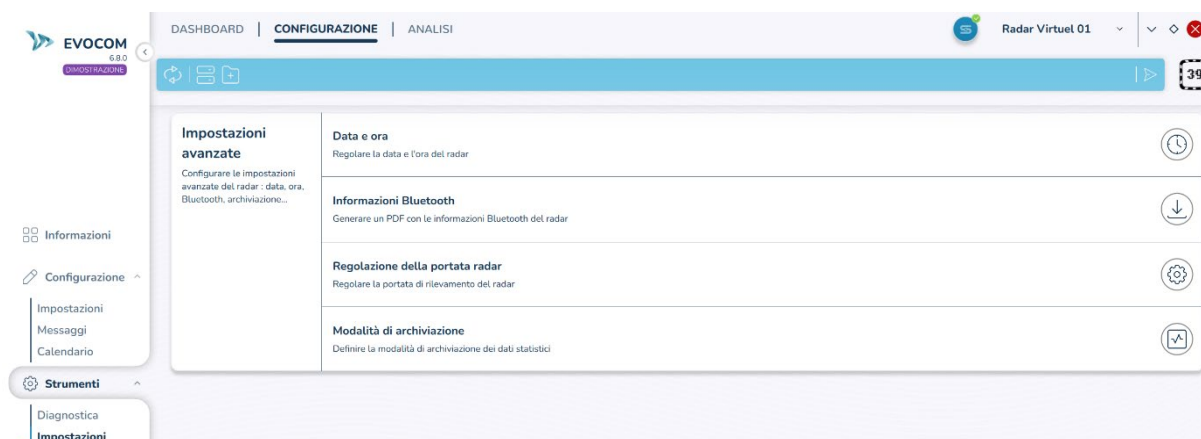 EVOCOM
6.8.0
DIMOSTRAZIONE
DASHBOARD
CONFIGURAZIONE
ANALISI
Radar Virtuel 01
39
Impostazioni
avanzate
Configurare le impostazioni
avanzate del radar : data, ora,
Bluetooth, archiviazione...
Data e ora
Regolare la data e l'ora del radar
Informazioni Bluetooth
Generare un PDF con le informazioni Bluetooth del radar
Regolazione della portata radar
Regolare la portata di rilevamento del radar
Modalità di archiviazione
Definire la modalità di archiviazione dei dati statistici
Informazioni
Configurazione
Impostazioni
Messaggi
Calendario
Strumenti
Diagnostica
Impostazioni